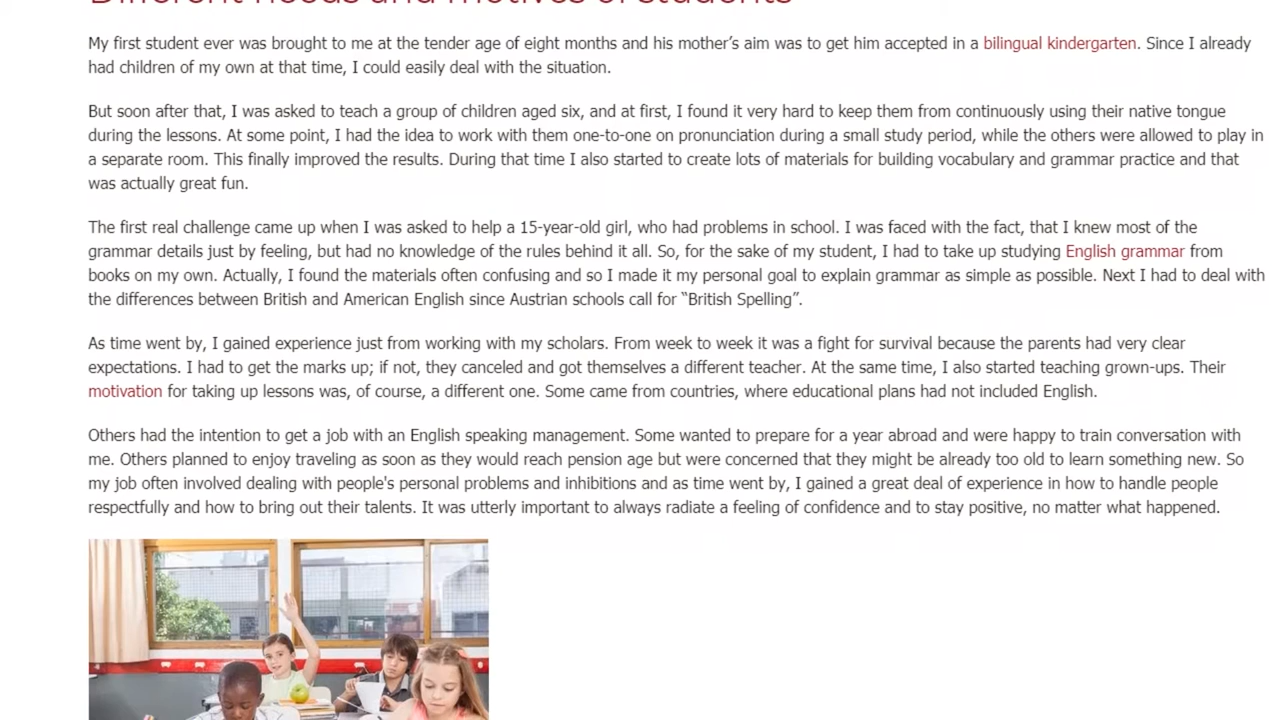 Different needs and motives of students
My first student ever was brought to me at the tender age of eight months and his mother’s aim was to get him accepted in a bilingual kindergarten. Since I already
had children of my own at that time, I could easily deal with the situation.
But soon after that, I was asked to teach a group of children aged six, and at first, I found it very hard to keep them from continuously using their native tongue
during the lessons. At some point, I had the idea to work with them one-to-one on pronunciation during a small study period, while the others were allowed to play in
a separate room. This finally improved the results. During that time I also started to create lots of materials for building vocabulary and grammar practice and that
was actually great fun.
The first real challenge came up when I was asked to help a 15-year-old girl, who had problems in school. I was faced with the fact, that I knew most of the
grammar details just by feeling, but had no knowledge of the rules behind it all. So, for the sake of my student, I had to take up studying English grammar from
books on my own. Actually, I found the materials often confusing and so I made it my personal goal to explain grammar as simple as possible. Next I had to deal with
the differences between British and American English since Austrian schools call for “British Spelling”.
As time went by, I gained experience just from working with my scholars. From week to week it was a fight for survival because the parents had very clear
expectations. I had to get the marks up; if not, they canceled and got themselves a different teacher. At the same time, I also started teaching grown-ups. Their
motivation for taking up lessons was, of course, a different one. Some came from countries, where educational plans had not included English.
Others had the intention to get a job with an English speaking management. Some wanted to prepare for a year abroad and were happy to train conversation with
me. Others planned to enjoy traveling as soon as they would reach pension age but were concerned that they might be already too old to learn something new. So
my job often involved dealing with people's personal problems and inhibitions and as time went by, I gained a great deal of experience in how to handle people
respectfully and how to bring out their talents. It was utterly important to always radiate a feeling of confidence and to stay positive, no matter what happened.